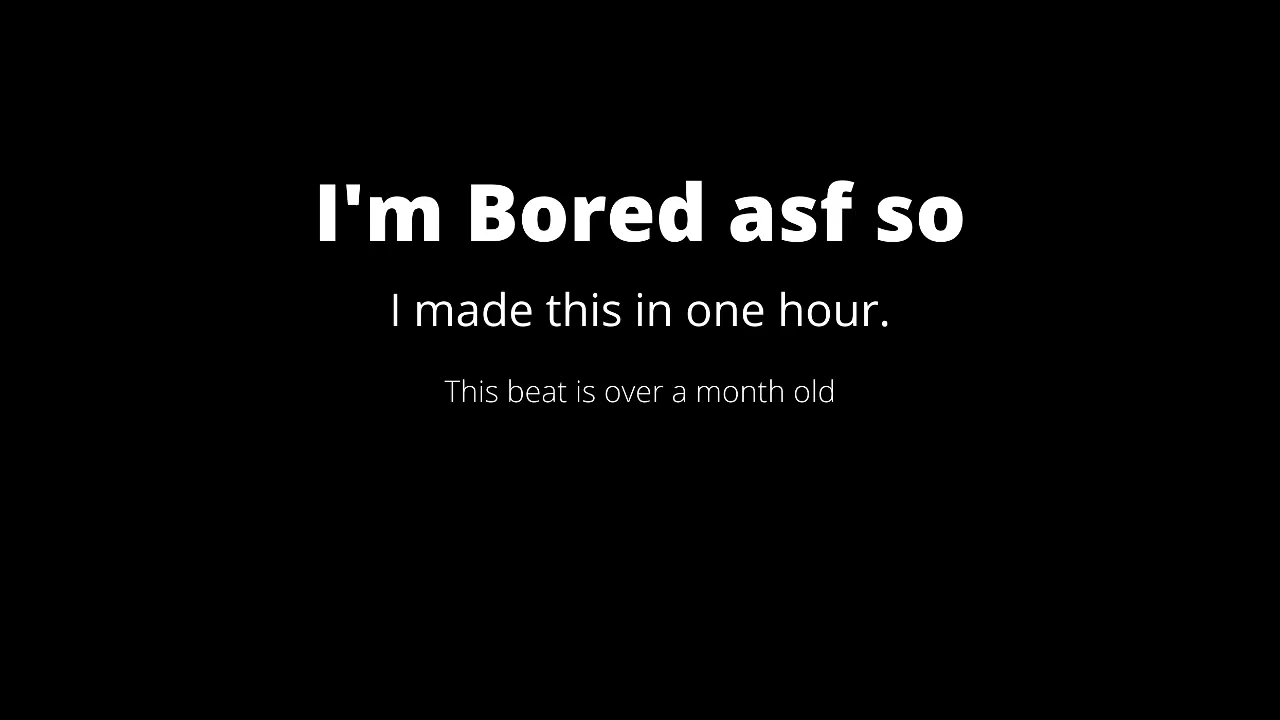 I'm Bored asf so
I made this in one hour.
This beat is over a month old